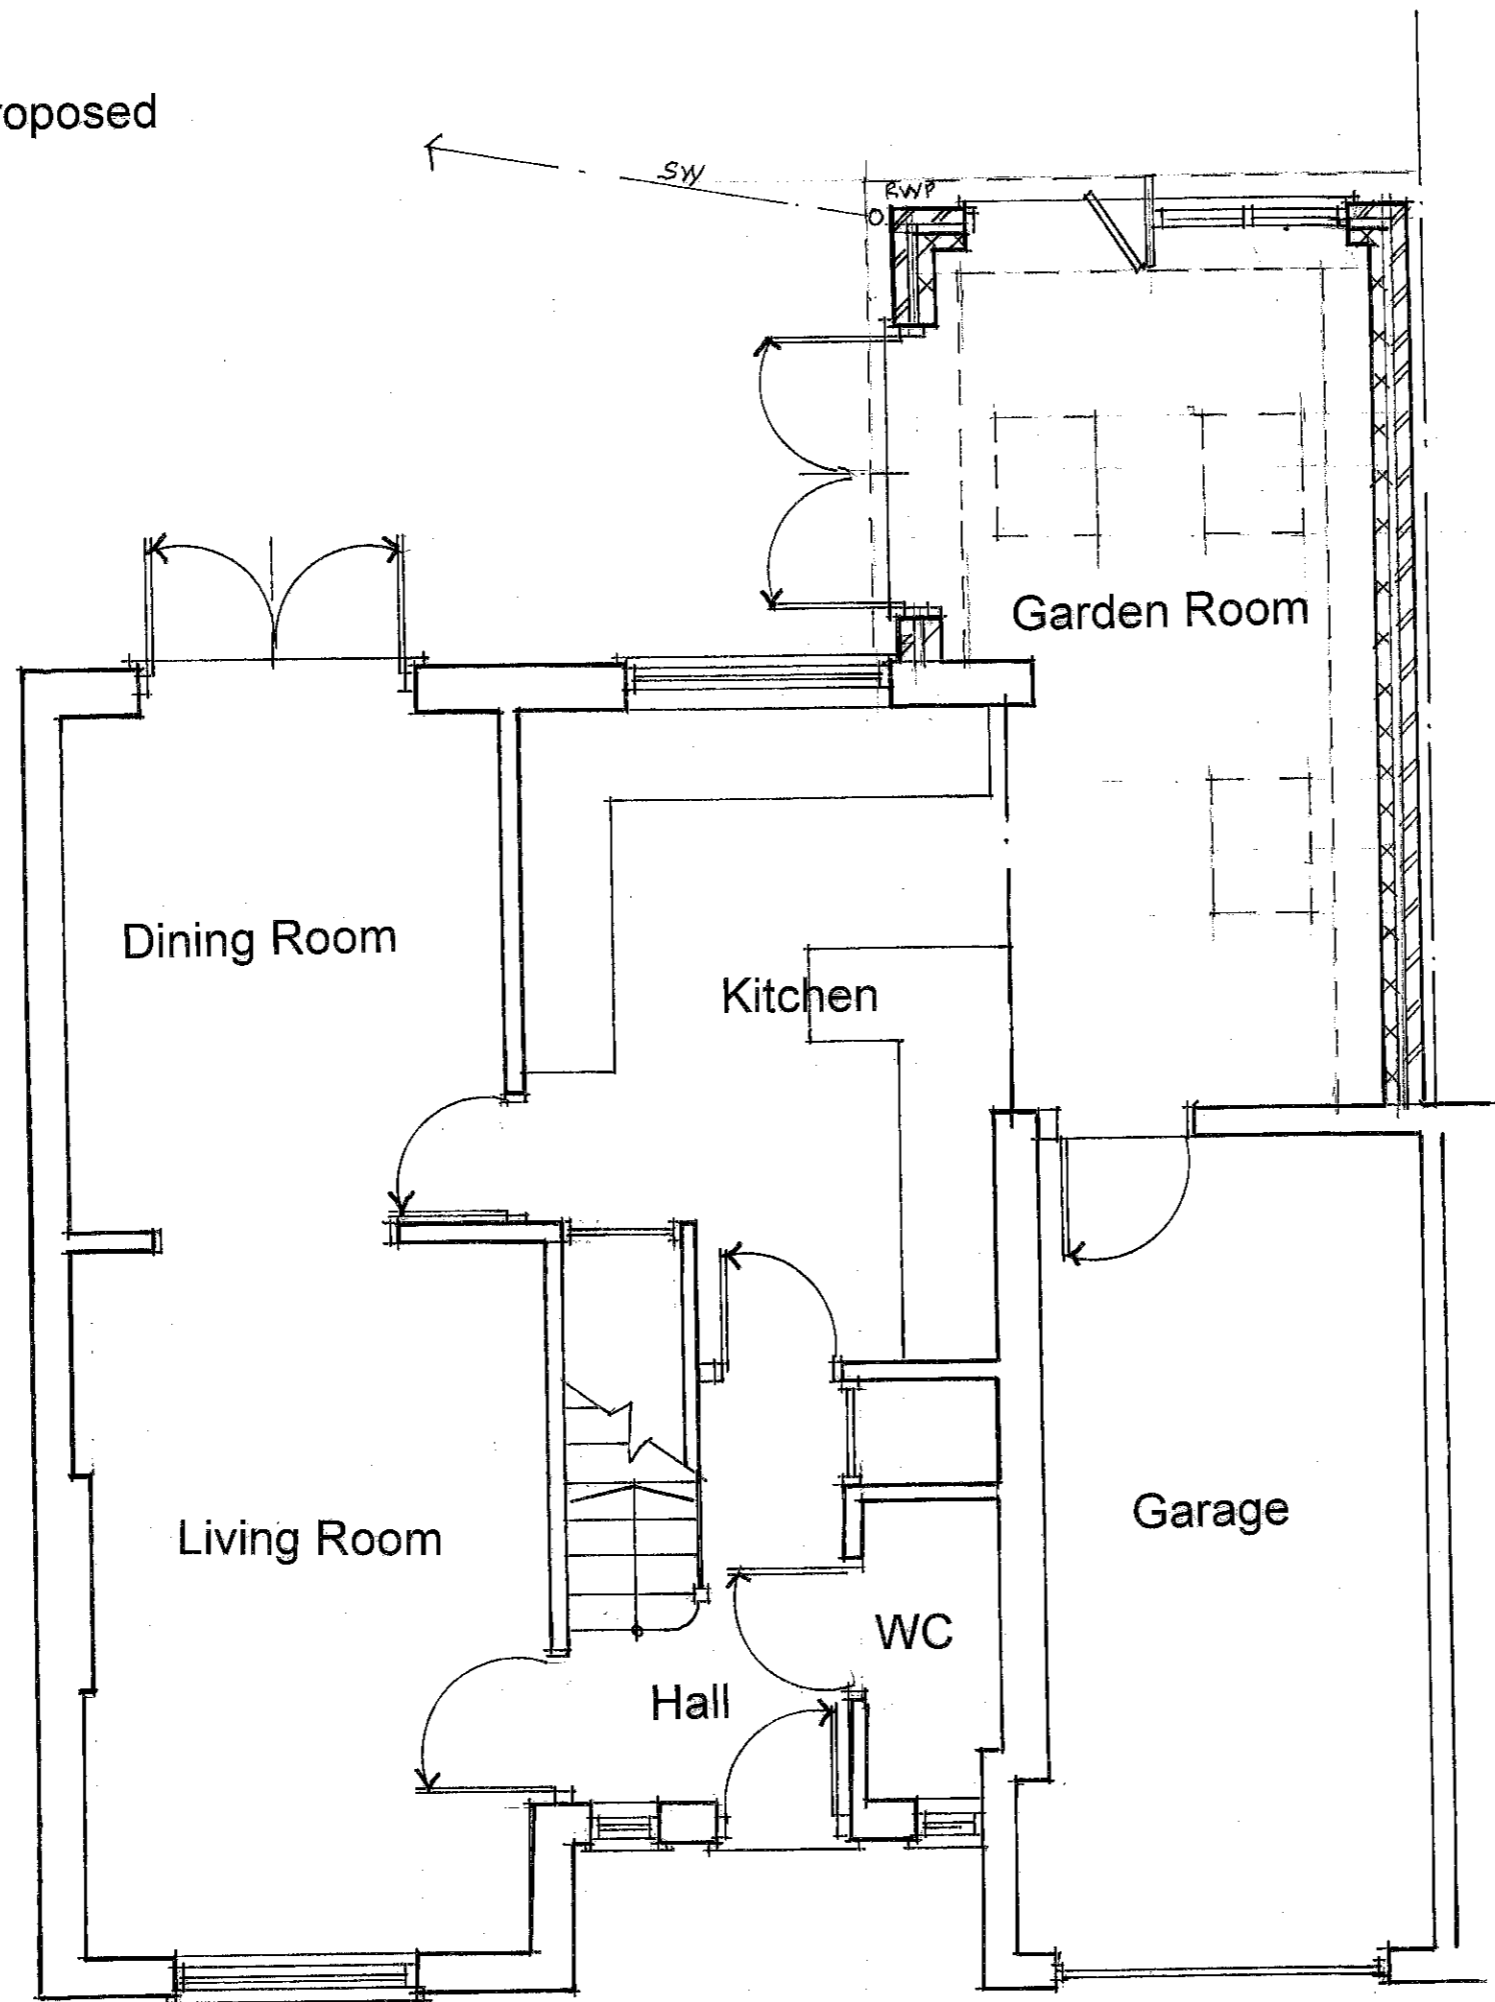 roposed
SW
RWP
Garden Room
Dining Room
Kitchen
Garage
Living Room
WC
Hall